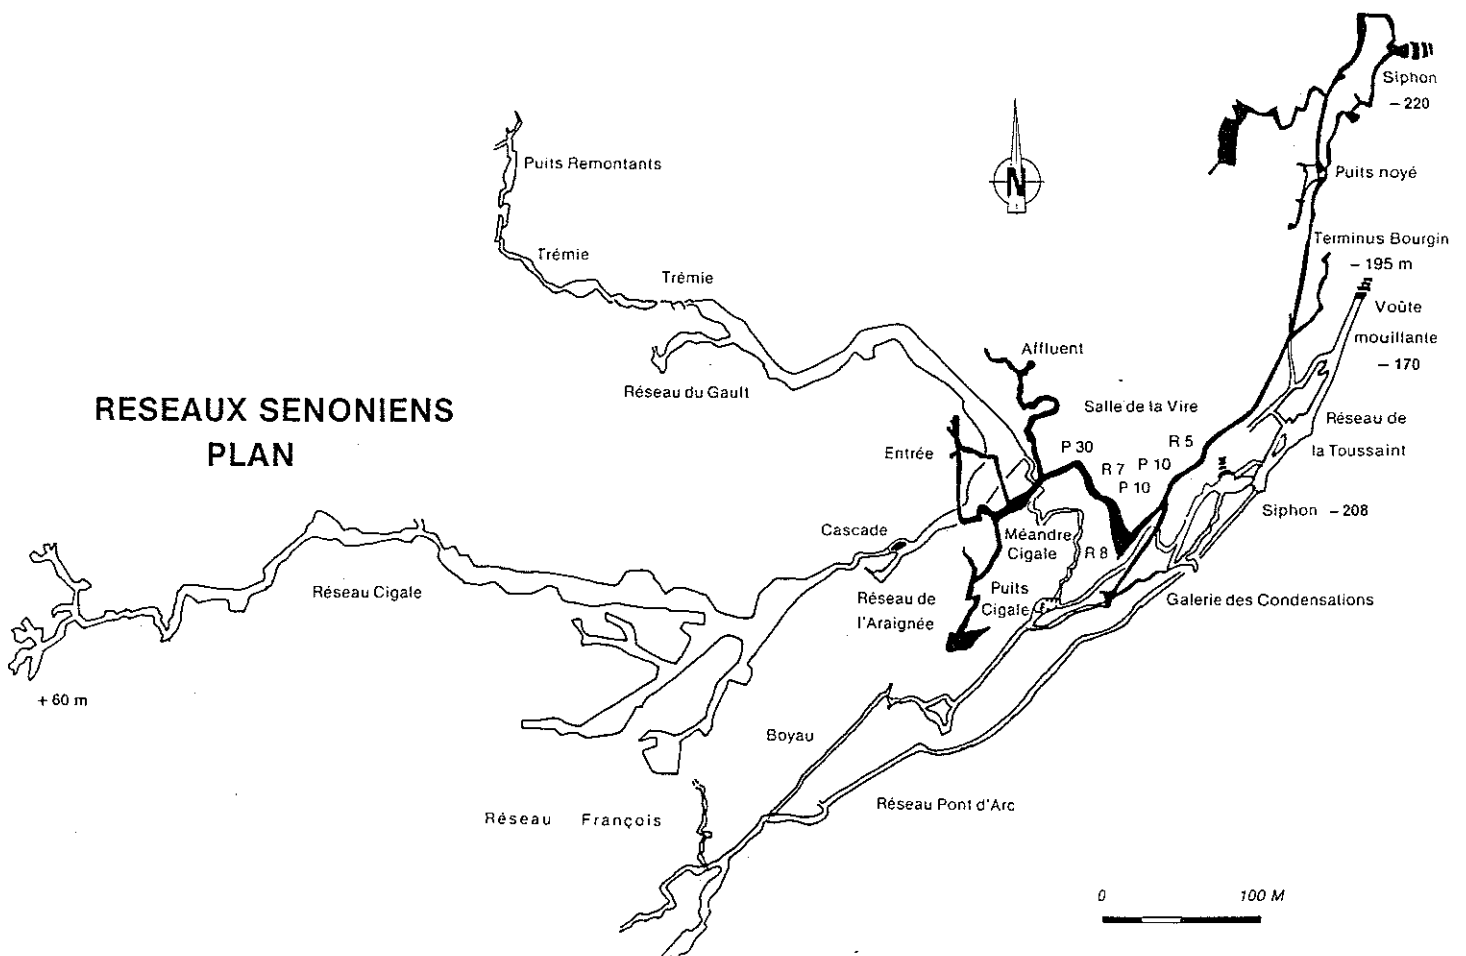 Siphon
– 220
Puits Remontants
N
Puits noyé
Trémie
Terminus Bourgin
– 195 m
Trémie
Voûte
mouillante
– 170
Affluent
Réseau du Gault
RESEAUX SENONIENS
PLAN
Salle de la Vire
Réseau de
la Toussaint
Entrée
P 30
R 5
R 7
P 10
P 10
Siphon – 208
Cascade
Méandre
Cigale
R 8
Réseau Cigale
Réseau de
l'Araignée
Puits
Cigale
Galerie des Condensations
+ 60 m
Boyau
Réseau Pont d'Arc
Réseau François
0 100 M